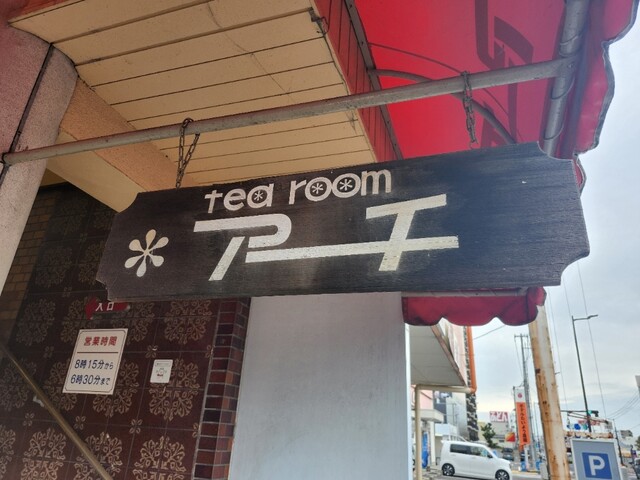 tea room
アーチ
入口
営業時間
8時15分から
6時30分まで
P